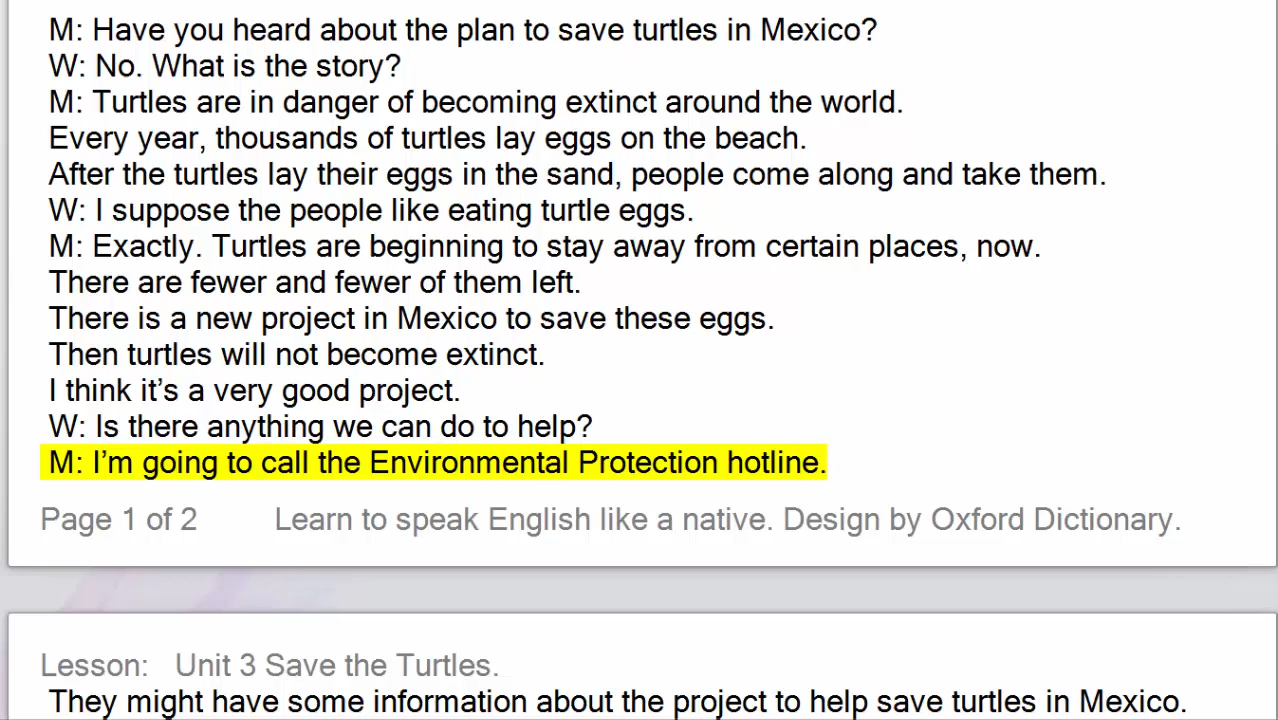 M: Have you heard about the plan to save turtles in Mexico?
W: No. What is the story?
M: Turtles are in danger of becoming extinct around the world.
Every year, thousands of turtles lay eggs on the beach.
After the turtles lay their eggs in the sand, people come along and take them.
W: I suppose the people like eating turtle eggs.
M: Exactly. Turtles are beginning to stay away from certain places, now.
There are fewer and fewer of them left.
There is a new project in Mexico to save these eggs.
Then turtles will not become extinct.
I think it’s a very good project.
W: Is there anything we can do to help?
M: I’m going to call the Environmental Protection hotline.
Page 1 of 2 Learn to speak English like a native. Design by Oxford Dictionary.
Lesson: Unit 3 Save the Turtles.
They might have some information about the project to help save turtles in Mexico.